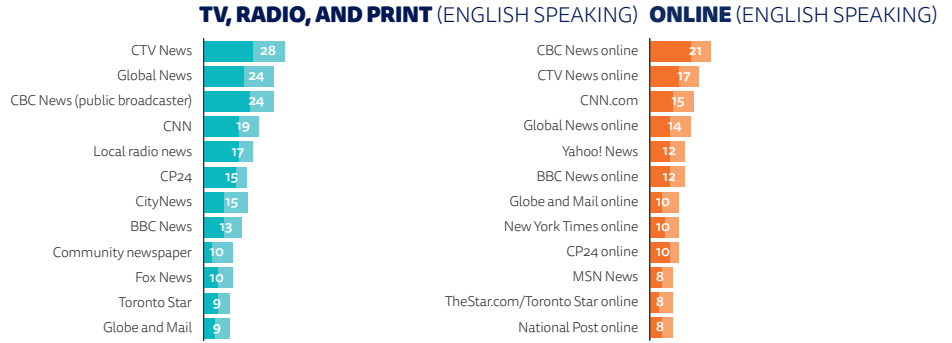 TV, RADIO, AND PRINT (ENGLISH SPEAKING)
CTV News 28
Global News 24
CBC News (public broadcaster) 24
CNN 19
Local radio news 17
CP24 15
CityNews 15
BBC News 13
Community newspaper 10
Fox News 10
Toronto Star 9
Globe and Mail 9
ONLINE (ENGLISH SPEAKING)
CBC News online 21
CTV News online 17
CNN.com 15
Global News online 14
Yahoo! News 12
BBC News online 12
Globe and Mail online 10
New York Times online 10
CP24 online 10
MSN News 8
TheStar.com/Toronto Star online 8
National Post online 8